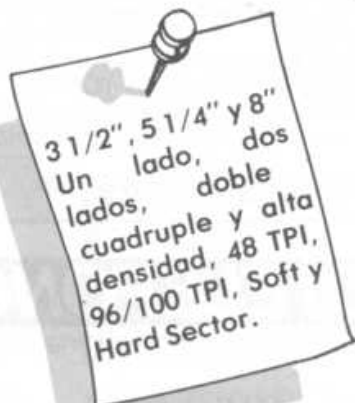 3 1/2", 5 1/4" y 8"
Un lado, dos
lados, doble
cuadruple y alta
densidad, 48 TPI,
96/100 TPI, Soft y
Hard Sector.